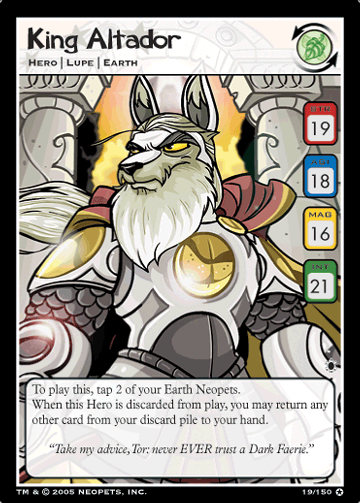 King Altador
Hero | Lupe | Earth
STR
19
AGI
18
MAG
16
INT
21
To play this, tap 2 of your Earth Neopets.
When this Hero is discarded from play, you may return any
other card from your discard pile to your hand.
"Take my advice, Tor: never EVER trust a Dark Faerie."
TM & © 2005 NEOPETS, INC.
19/150